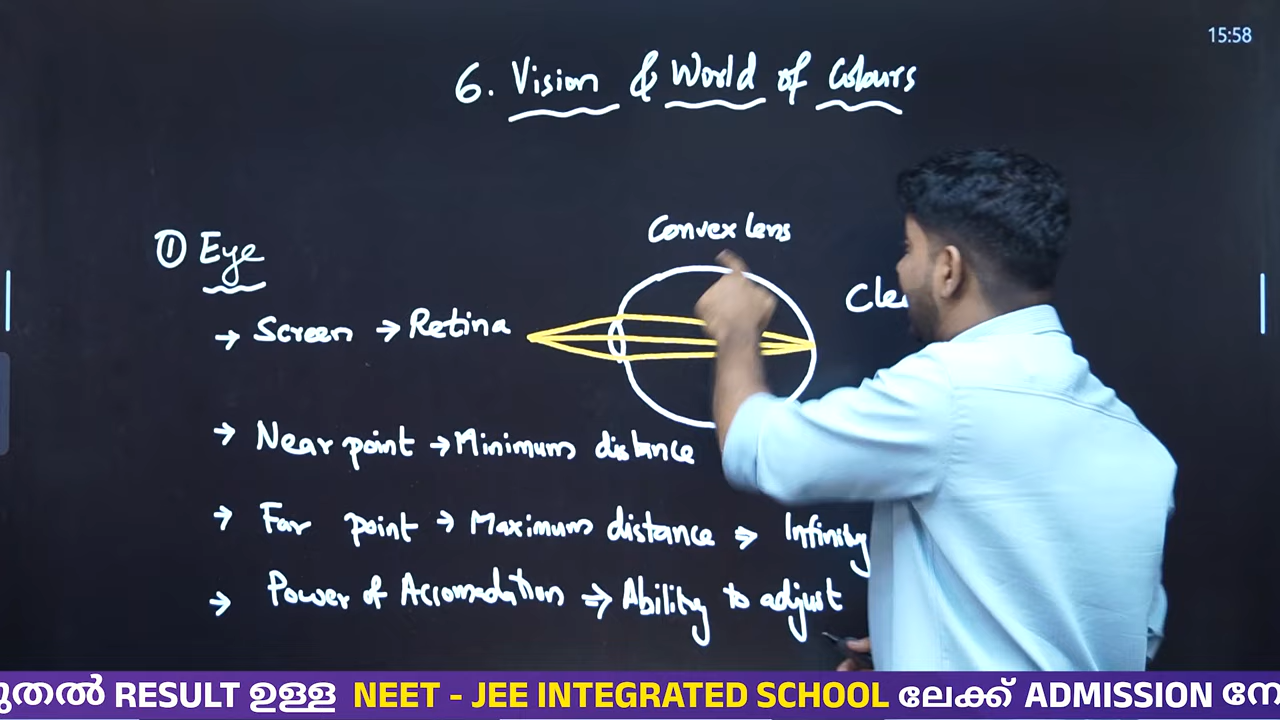 15:58
6. Vision & World of Colours
① Eye
Convex lens
→ Screen → Retina
→ Near point → Minimum distance
→ Far point → Maximum distance ⇒ Infinity
→ Power of Accomodation ⇒ Ability to adjust
RESULT ഉള്ള NEET - JEE INTEGRATED SCHOOL ലേക്ക് ADMISSION